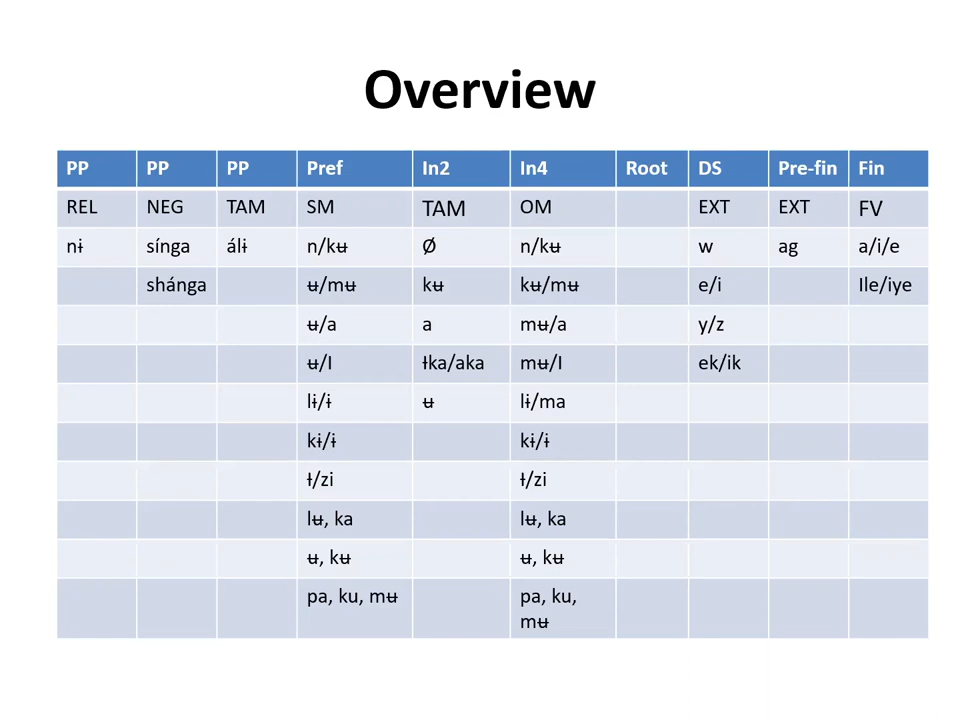 Overview
PP PP PP Pref In2 In4 Root DS Pre-fin Fin
REL NEG TAM SM TAM OM EXT EXT FV
nɨ sínga álɨ n/kʉ Ø n/kʉ w ag a/i/e
shánga ʉ/mʉ kʉ kʉ/mʉ e/i Ile/iye
ʉ/a a mʉ/a y/z
ʉ/I Ɨka/aka mʉ/I ek/ik
lɨ/ɨ ʉ lɨ/ma
kɨ/ɨ kɨ/ɨ
Ɨ/zi Ɨ/zi
lʉ, ka lʉ, ka
ʉ, kʉ ʉ, kʉ
pa, ku, mʉ pa, ku,
mʉ